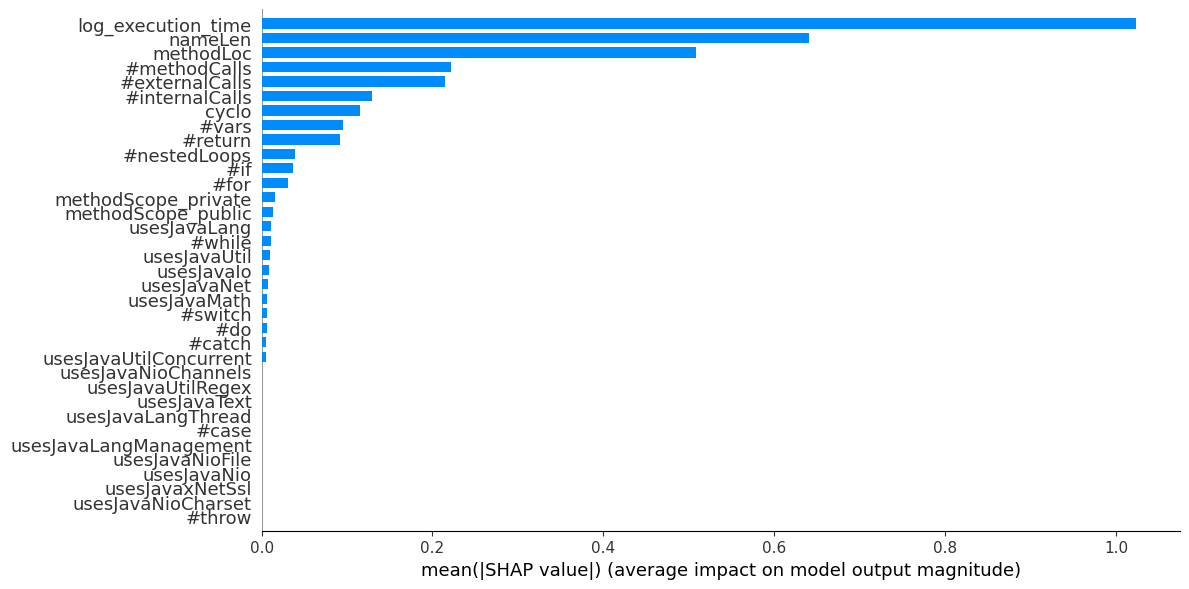 log_execution_time
nameLen
methodLoc
#methodCalls
#externalCalls
#internalCalls
cyclo
#vars
#return
#nestedLoops
#if
#for
methodScope_private
methodScope_public
usesJavaLang
#while
usesJavaUtil
usesJavaIo
usesJavaNet
usesJavaMath
#switch
#do
#catch
usesJavaUtilConcurrent
usesJavaNioChannels
usesJavaUtilRegex
usesJavaText
usesJavaLangThread
#case
usesJavaLangManagement
usesJavaNioFile
usesJavaNio
usesJavaxNetSsl
usesJavaNioCharset
#throw
0.0 0.2 0.4 0.6 0.8 1.0
mean(|SHAP value|) (average impact on model output magnitude)